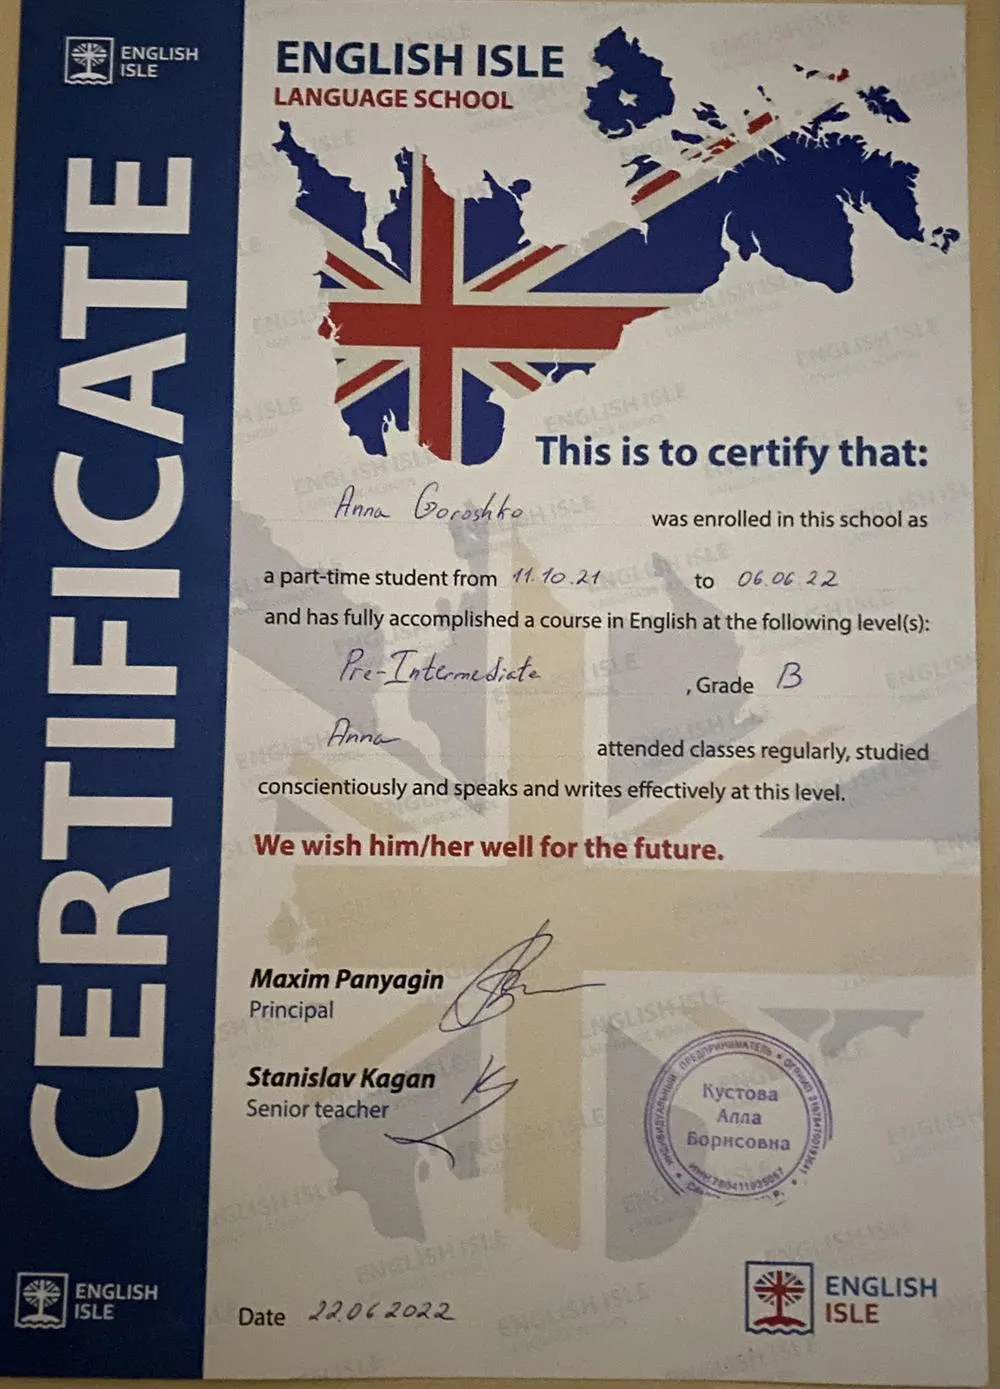 ENGLISH
ISLE
CERTIFICATE
ENGLISH
ISLE
ENGLISH ISLE
LANGUAGE SCHOOL
This is to certify that:
Anna Goroshko was enrolled in this school as
a part-time student from 11.10.21 to 06.06.22
and has fully accomplished a course in English at the following level(s):
Pre-Intermediate , Grade B
Anna attended classes regularly, studied
conscientiously and speaks and writes effectively at this level.
We wish him/her well for the future.
Maxim Panyagin
Principal
Stanislav Kagan
Senior teacher
ИНДИВИДУАЛЬНЫЙ ПРЕДПРИНИМАТЕЛЬ
Кустова
Алла
Борисовна
Date 22.06 2022
ENGLISH
ISLE